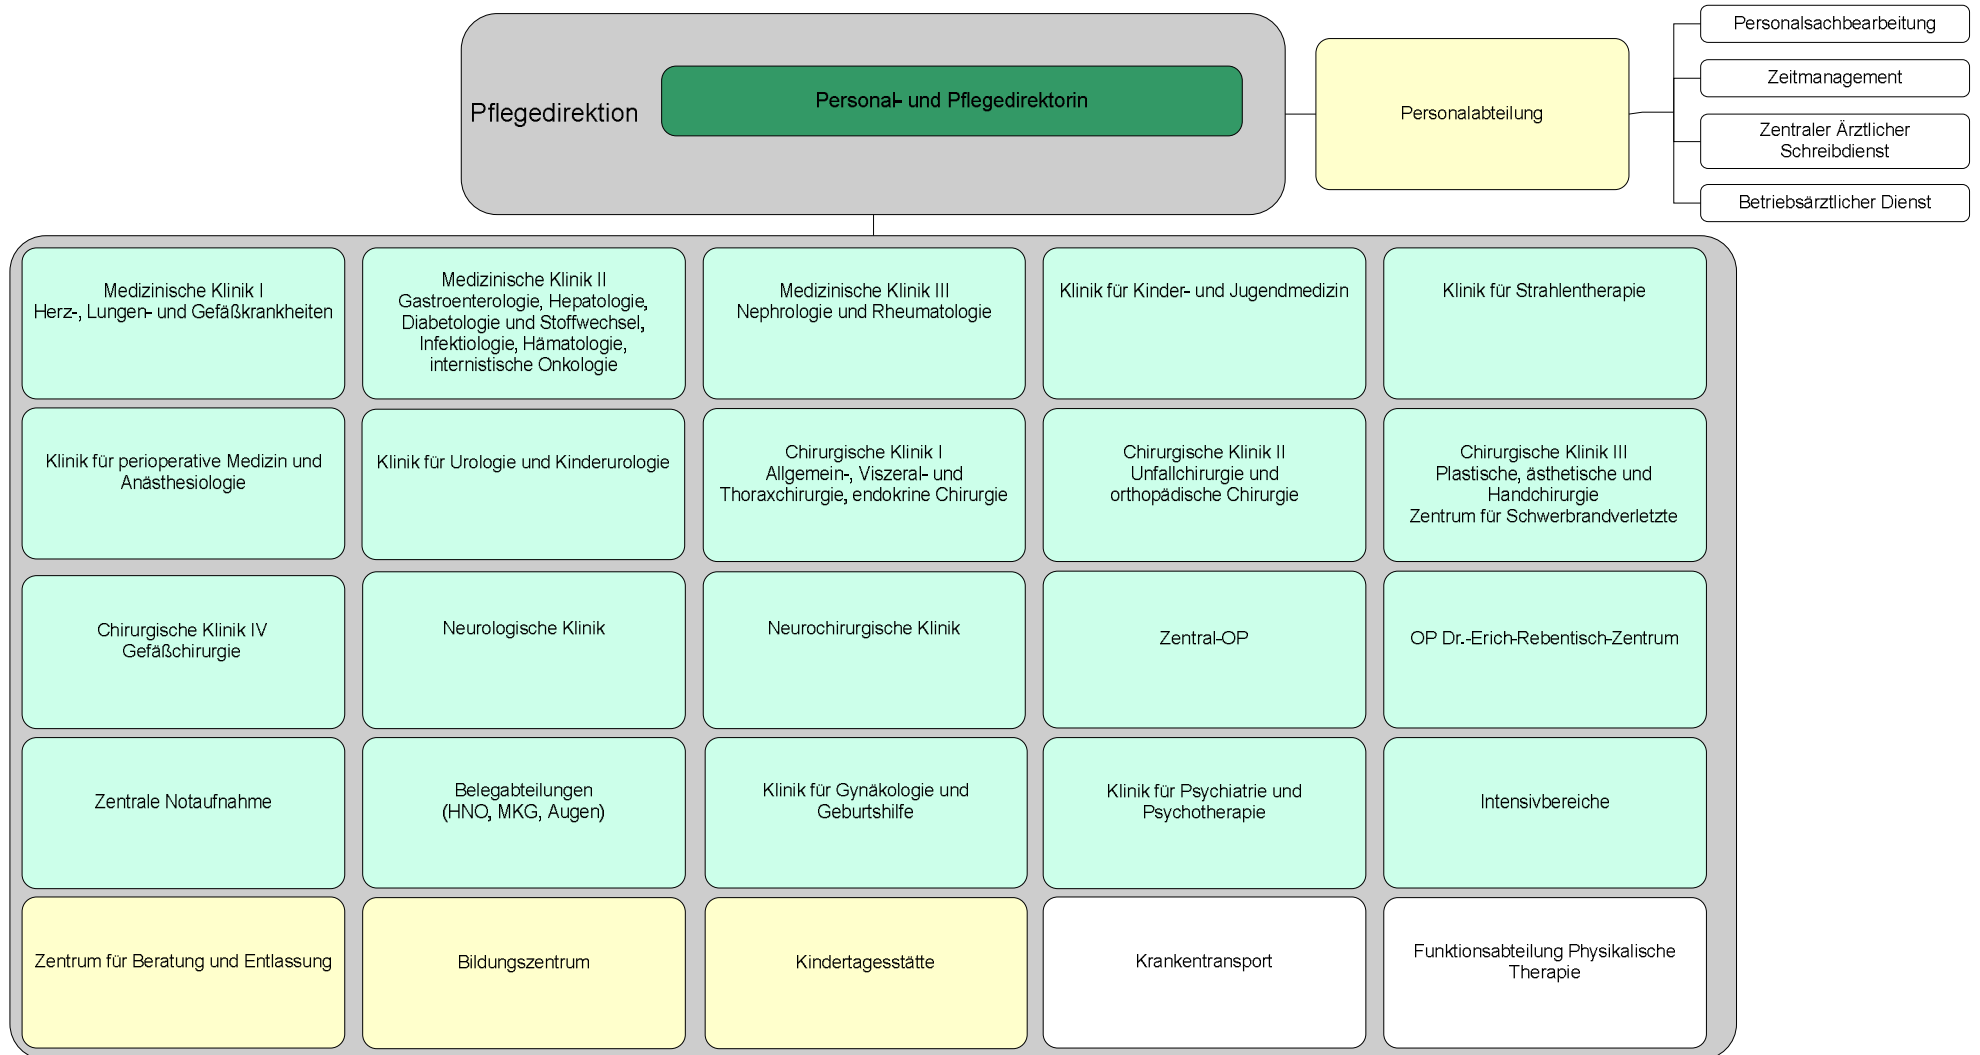 Pflegedirektion
Personal- und Pflegedirektorin
Personalabteilung
Personalsachbearbeitung
Zeitmanagement
Zentraler Ärztlicher
Schreibdienst
Betriebsärztlicher Dienst
Medizinische Klinik I
Herz-, Lungen- und Gefäßkrankheiten
Medizinische Klinik II
Gastroenterologie, Hepatologie,
Diabetologie und Stoffwechsel,
Infektiologie, Hämatologie,
internistische Onkologie
Medizinische Klinik III
Nephrologie und Rheumatologie
Klinik für Kinder- und Jugendmedizin
Klinik für Strahlentherapie
Klinik für perioperative Medizin und
Anästhesiologie
Klinik für Urologie und Kinderurologie
Chirurgische Klinik I
Allgemein-, Viszeral- und
Thoraxchirurgie, endokrine Chirurgie
Chirurgische Klinik II
Unfallchirurgie und
orthopädische Chirurgie
Chirurgische Klinik III
Plastische, ästhetische und
Handchirurgie
Zentrum für Schwerbrandverletzte
Chirurgische Klinik IV
Gefäßchirurgie
Neurologische Klinik
Neurochirurgische Klinik
Zentral-OP
OP Dr.-Erich-Rebentisch-Zentrum
Zentrale Notaufnahme
Belegabteilungen
(HNO, MKG, Augen)
Klinik für Gynäkologie und
Geburtshilfe
Klinik für Psychiatrie und
Psychotherapie
Intensivbereiche
Zentrum für Beratung und Entlassung
Bildungszentrum
Kindertagesstätte
Krankentransport
Funktionsabteilung Physikalische
Therapie